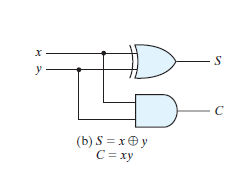 x
y
S
C
(b) S = x ⊕ y
C = xy